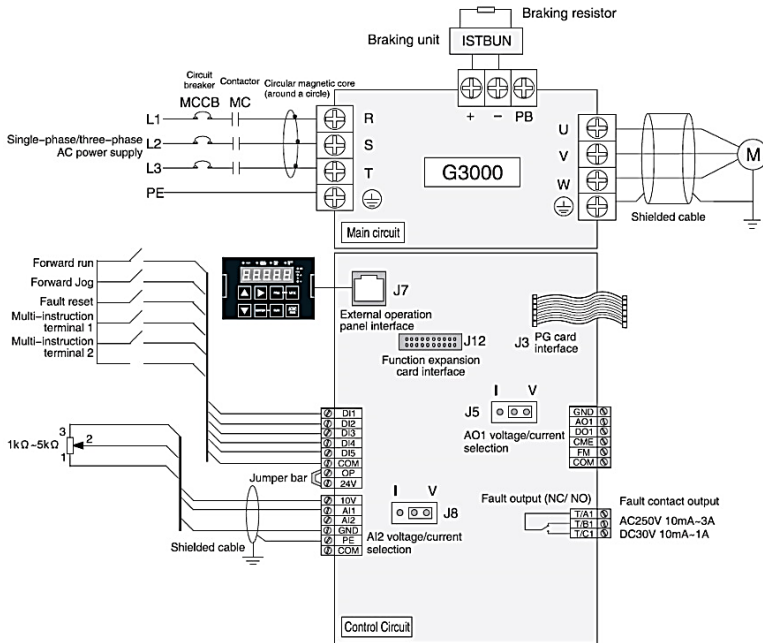 Braking resistor
Braking unit
ISTBUN
+ − PB
Circuit breaker
MCCB
Contactor
MC
Circular magnetic core (around a circle)
Single-phase/three-phase AC power supply
L1
L2
L3
PE
R
S
T
G3000
U
V
W
M
Shielded cable
Main circuit
Forward run
Forward Jog
Fault reset
Multi-instruction terminal 1
Multi-instruction terminal 2
J7
External operation panel interface
J12
Function expansion card interface
J3
PG card interface
I V
J5
AO1 voltage/current selection
DI1
DI2
DI3
DI4
DI5
COM
OP
24V
Jumper bar
GND
AO1
DO1
CME
FM
COM
3
2
1
1kΩ~5kΩ
10V
AI1
AI2
GND
PE
COM
Shielded cable
I V
J8
AI2 voltage/current selection
Fault output (NC/ NO)
T/A1
T/B1
T/C1
Fault contact output
AC250V 10mA~3A
DC30V 10mA~1A
Control Circuit